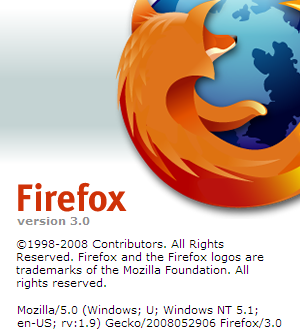 Firefox
version 3.0
©1998-2008 Contributors. All Rights
Reserved. Firefox and the Firefox logos are
trademarks of the Mozilla Foundation. All
rights reserved.
Mozilla/5.0 (Windows; U; Windows NT 5.1;
en-US; rv:1.9) Gecko/2008052906 Firefox/3.0